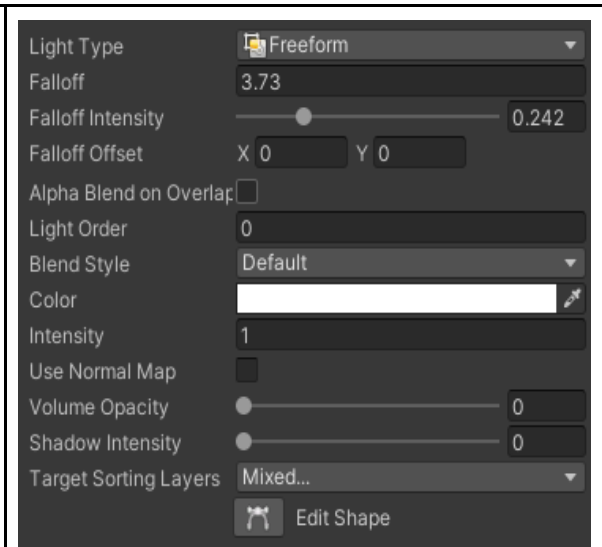 Light Type Freeform
Falloff 3.73
Falloff Intensity 0.242
Falloff Offset X 0 Y 0
Alpha Blend on Overlap
Light Order 0
Blend Style Default
Color
Intensity 1
Use Normal Map
Volume Opacity 0
Shadow Intensity 0
Target Sorting Layers Mixed...
Edit Shape